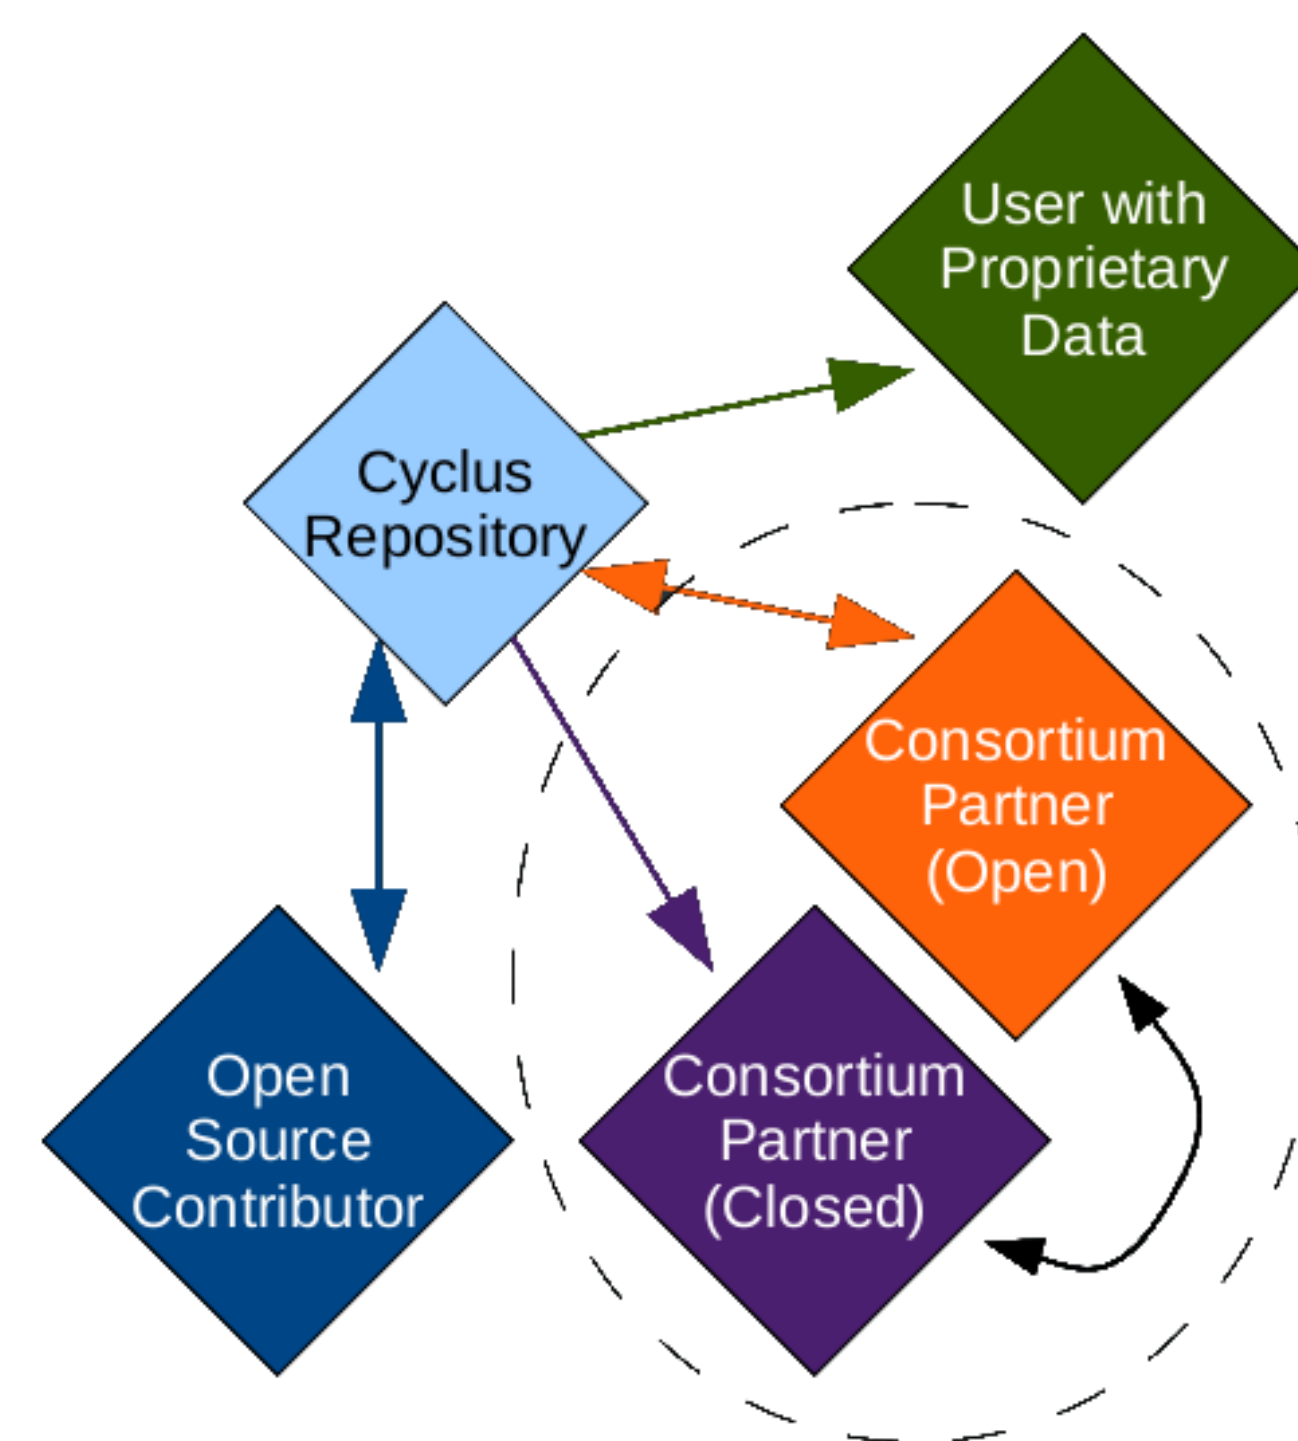 User with
Proprietary
Data
Cyclus
Repository
Consortium
Partner
(Open)
Open
Source
Contributor
Consortium
Partner
(Closed)